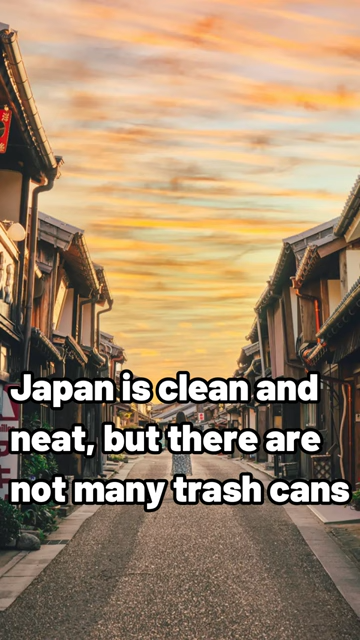 Japan is clean and
neat, but there are
not many trash cans